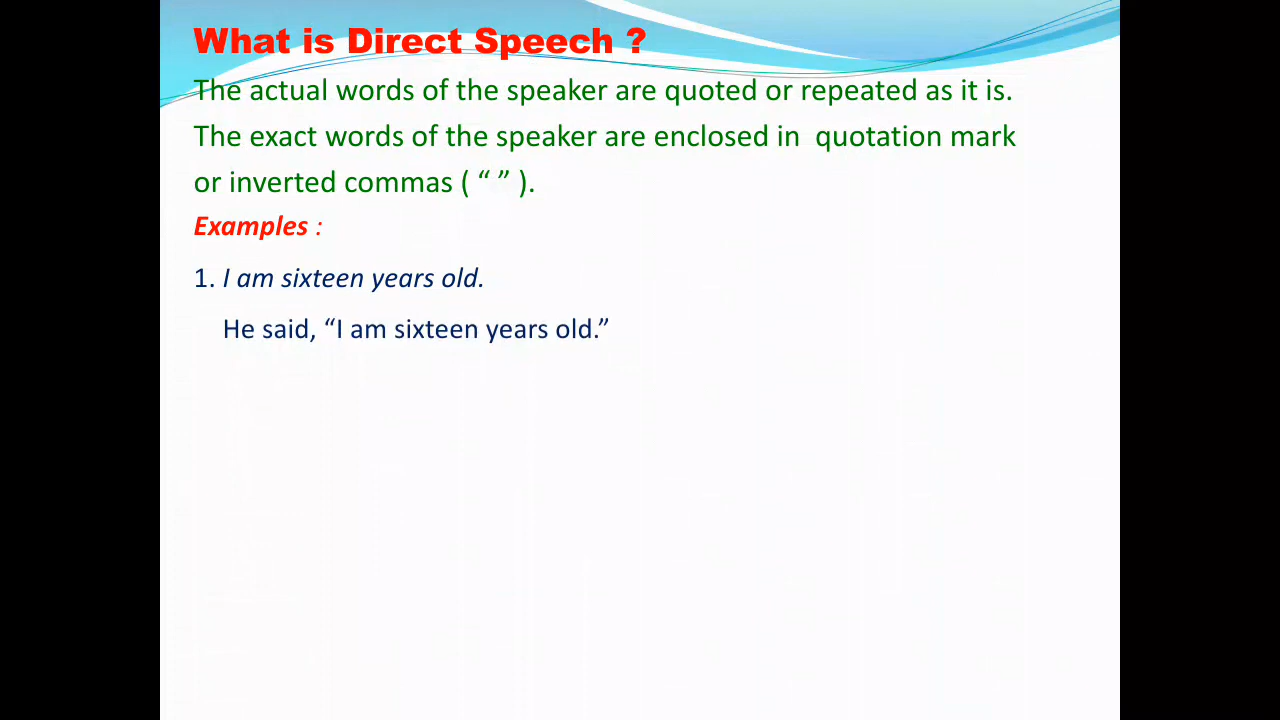 What is Direct Speech ?
The actual words of the speaker are quoted or repeated as it is.
The exact words of the speaker are enclosed in  quotation mark
or inverted commas ( “ ” ).
Examples :
1. I am sixteen years old.
He said, “I am sixteen years old.”